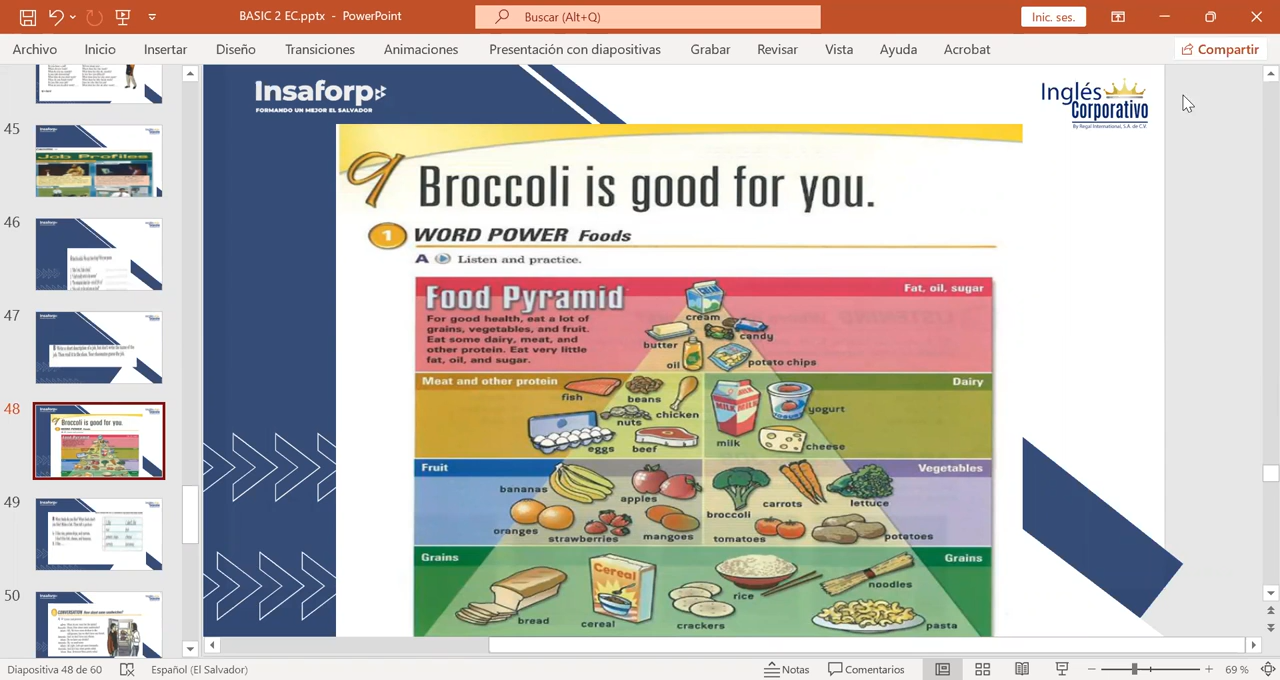 BASIC 2 EC.pptx - PowerPoint
Buscar (Alt+Q)
Inic. ses.
Archivo Inicio Insertar Diseño Transiciones Animaciones Presentación con diapositivas Grabar Revisar Vista Ayuda Acrobat
Compartir
Insaforp
FORMANDO UN MEJOR EL SALVADOR
Inglés
Corporativo
By Regal International, S.A. de C.V.
45
Job Profiles
46
47
48
49
50
9 Broccoli is good for you.
1 WORD POWER Foods
A Listen and practice.
Food Pyramid
For good health, eat a lot of
grains, vegetables, and fruit.
Eat some dairy, meat, and
other protein. Eat very little
fat, oil, and sugar.
Fat, oil, sugar
cream
butter
candy
oil
potato chips
Meat and other protein
Dairy
fish
beans
chicken
nuts
eggs
beef
yogurt
milk
cheese
Fruit
Vegetables
bananas
apples
oranges
strawberries
mangoes
broccoli
carrots
lettuce
tomatoes
potatoes
Grains
Grains
bread
cereal
Cereal
crackers
rice
noodles
pasta
MILK MILK
Diapositiva 48 de 60
Español (El Salvador)
Notas
Comentarios
69 %